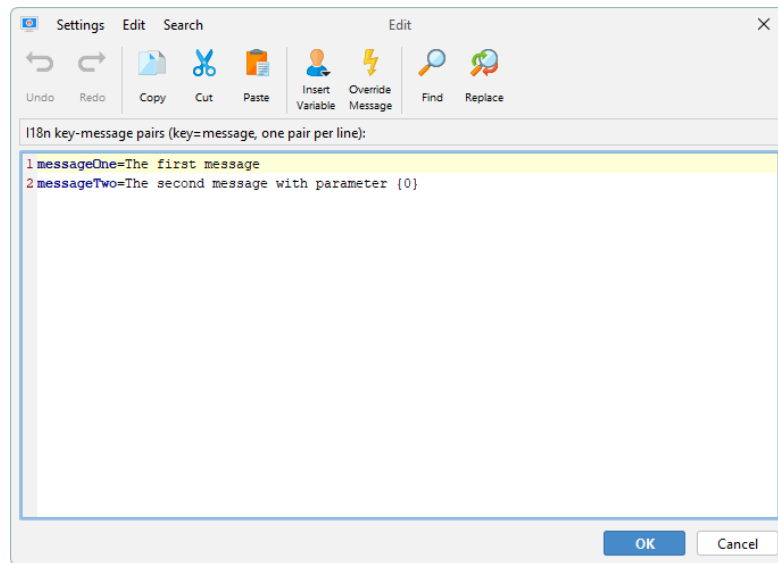 Settings Edit Search Edit
Undo Redo Copy Cut Paste Insert Variable Override Message Find Replace
I18n key-message pairs (key=message, one pair per line):
1 messageOne=The first message
2 messageTwo=The second message with parameter {0}
OK Cancel